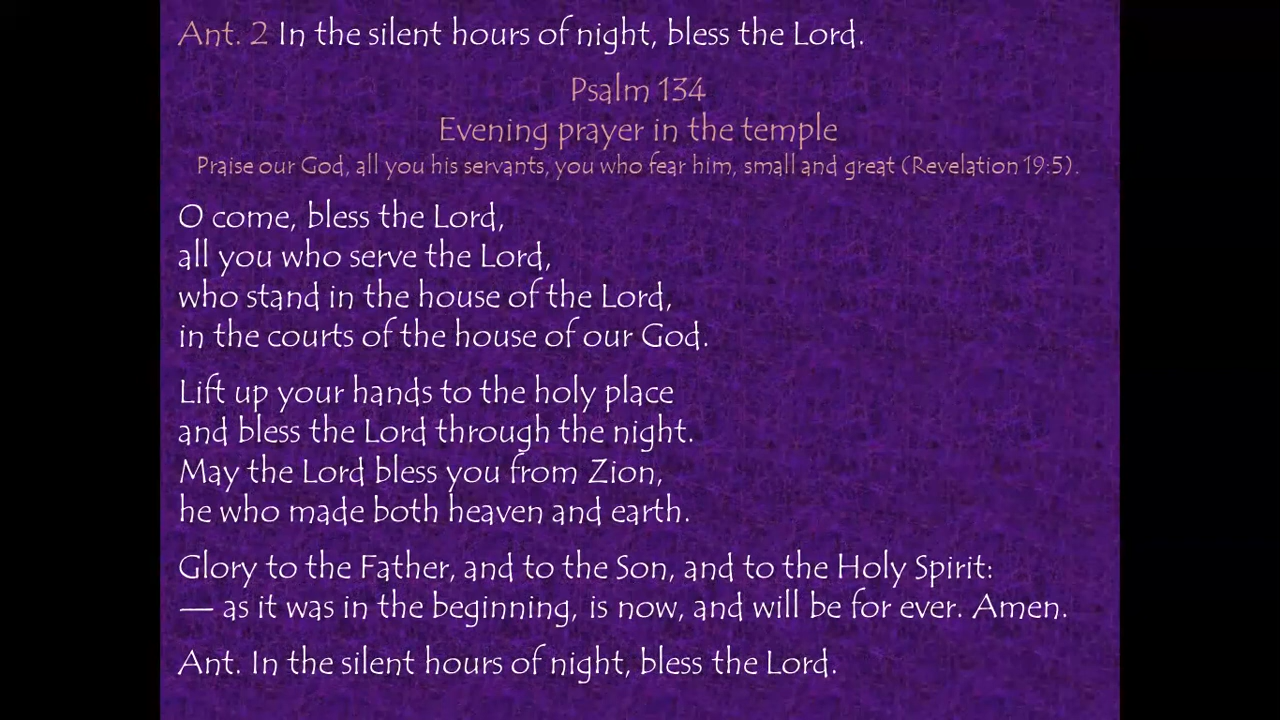 Ant. 2 In the silent hours of night, bless the Lord.
Psalm 134
Evening prayer in the temple
Praise our God, all you his servants, you who fear him, small and great (Revelation 19:5).
O come, bless the Lord,
all you who serve the Lord,
who stand in the house of the Lord,
in the courts of the house of our God.
Lift up your hands to the holy place
and bless the Lord through the night.
May the Lord bless you from Zion,
he who made both heaven and earth.
Glory to the Father, and to the Son, and to the Holy Spirit:
— as it was in the beginning, is now, and will be for ever. Amen.
Ant. In the silent hours of night, bless the Lord.